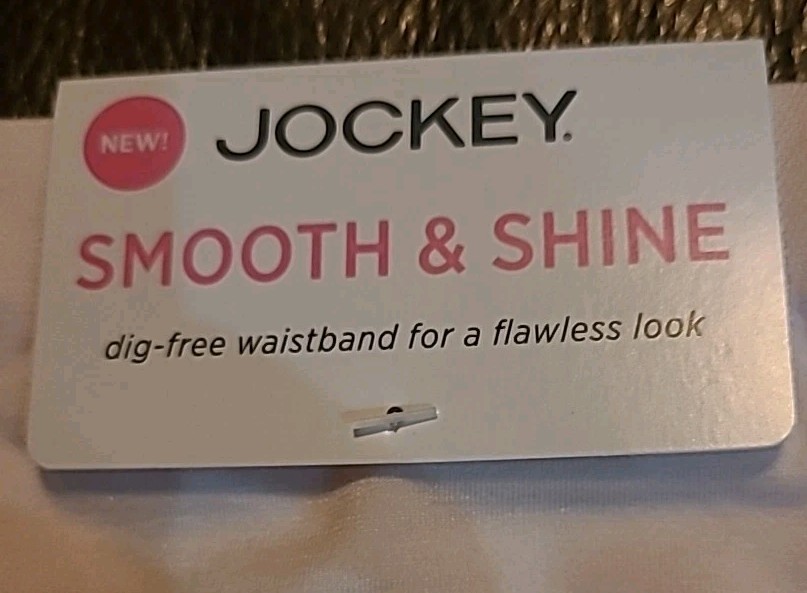 NEW!
JOCKEY.
SMOOTH & SHINE
dig-free waistband for a flawless look